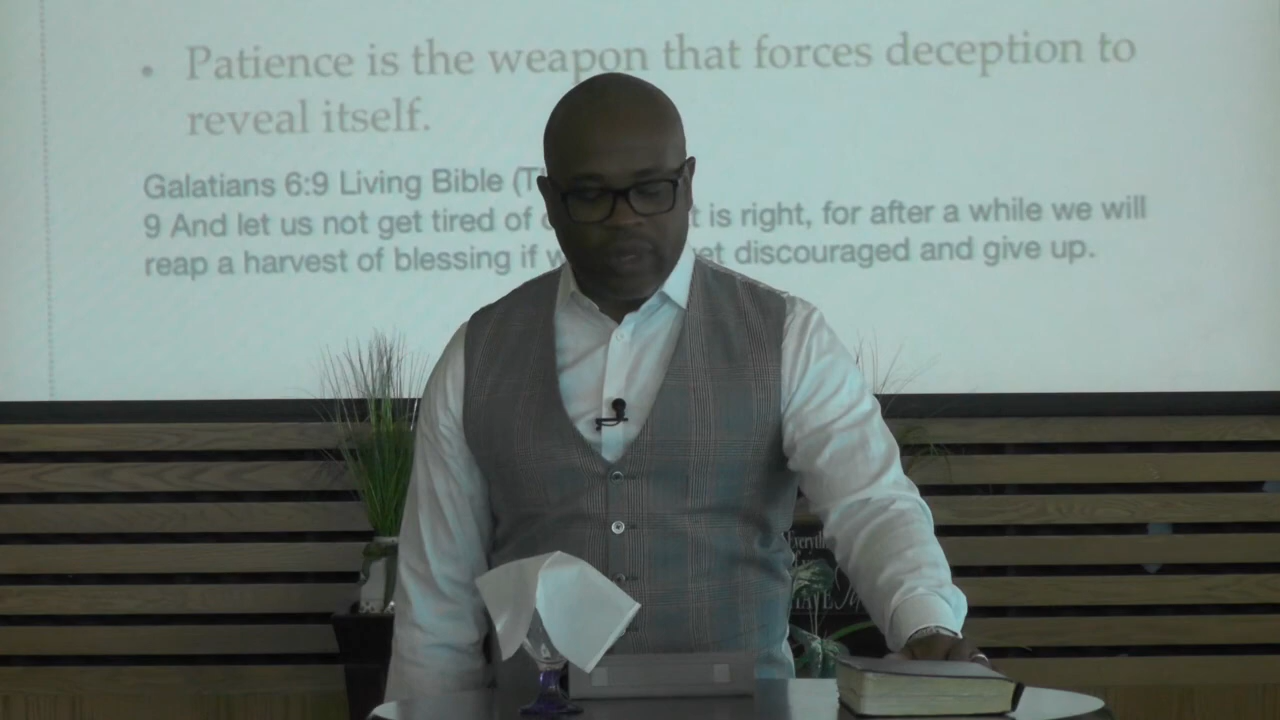 • Patience is the weapon that forces deception to
reveal itself.
Galatians 6:9 Living Bible
9 And let us not get tired of is right, for after a while we will
reap a harvest of blessing if discouraged and give up.